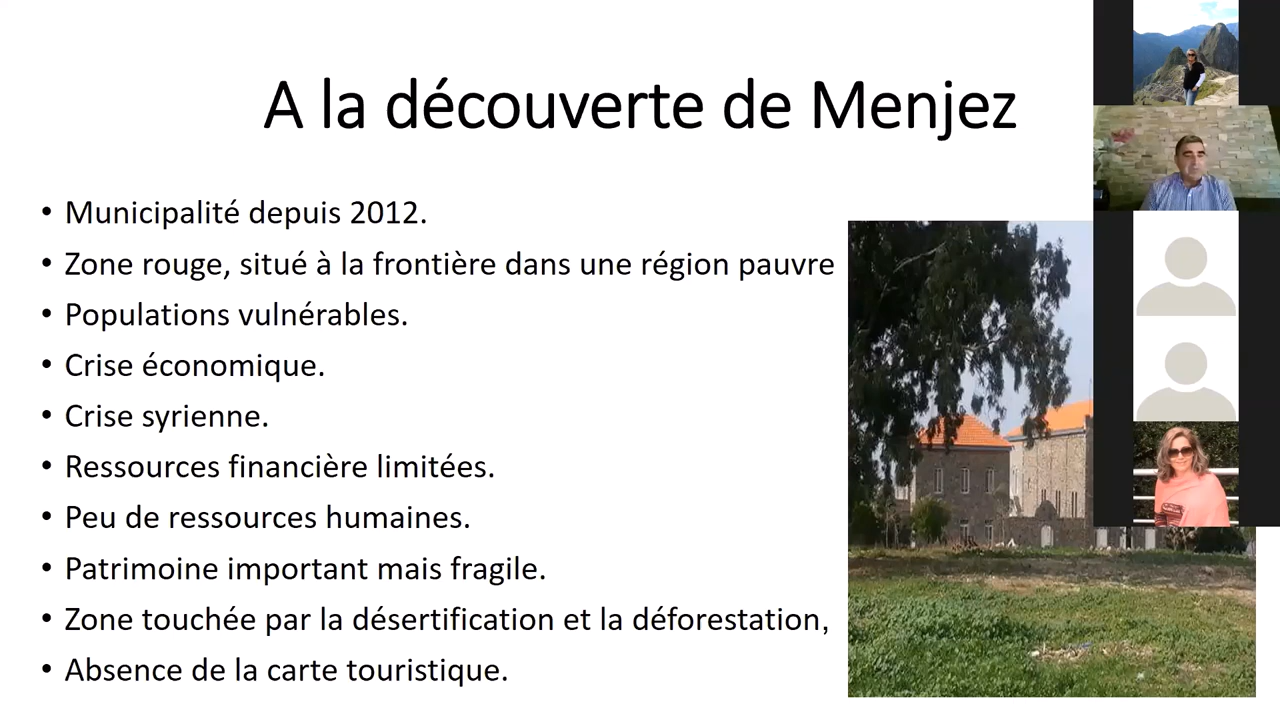 A la découverte de Menjez
• Municipalité depuis 2012.
• Zone rouge, situé à la frontière dans une région pauvre
• Populations vulnérables.
• Crise économique.
• Crise syrienne.
• Ressources financière limitées.
• Peu de ressources humaines.
• Patrimoine important mais fragile.
• Zone touchée par la désertification et la déforestation,
• Absence de la carte touristique.